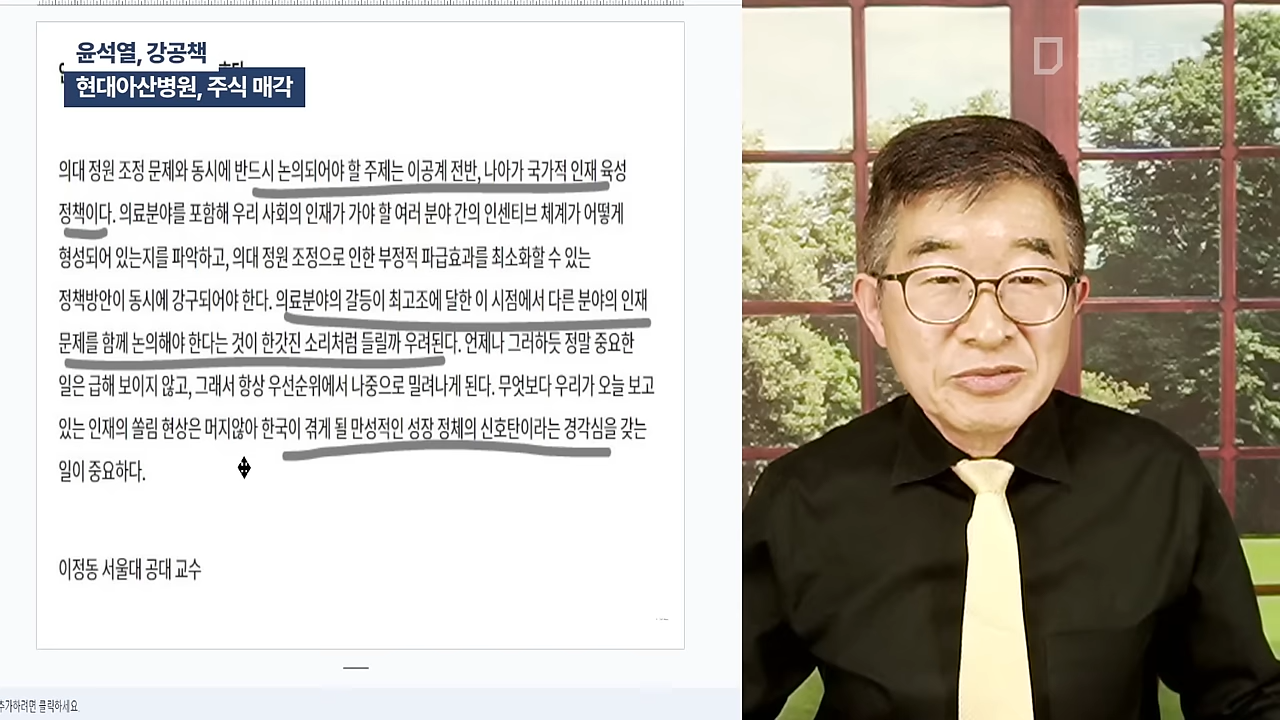 윤석열, 강공책
현대아산병원, 주식 매각
의대 정원 조정 문제와 동시에 반드시 논의되어야 할 주제는 이공계 전반, 나아가 국가적 인재 육성
정책이다. 의료분야를 포함해 우리 사회의 인재가 가야 할 여러 분야 간의 인센티브 체계가 어떻게
형성되어 있는지를 파악하고, 의대 정원 조정으로 인한 부정적 파급효과를 최소화할 수 있는
정책방안이 동시에 강구되어야 한다. 의료분야의 갈등이 최고조에 달한 이 시점에서 다른 분야의 인재
문제를 함께 논의해야 한다는 것이 한갓진 소리처럼 들릴까 우려된다. 언제나 그러하듯 정말 중요한
일은 급해 보이지 않고, 그래서 항상 우선순위에서 나중으로 밀려나게 된다. 무엇보다 우리가 오늘 보고
있는 인재의 쏠림 현상은 머지않아 한국이 겪게 될 만성적인 성장 정체의 신호탄이라는 경각심을 갖는
일이 중요하다.
이정동 서울대 공대 교수
추가하려면 클릭하세요